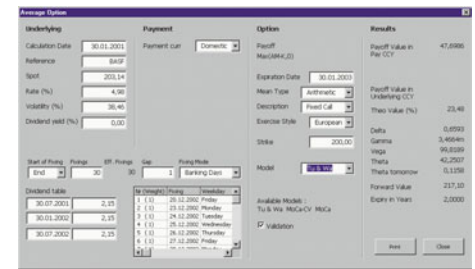 Average Option
Underlying
Payment
Option
Results
Calculation Date 30.01.2001
Payment curr Domestic
Payoff
Max(AM-K,0)
Payoff Value in Pay CCY 47,6986
Reference BASF
Spot 203,14
Expiration Date 30.01.2003
Rate (%) 4,98
Mean Type Arithmetic
Payoff Value in Underlying CCY
Volatility (%) 38,46
Description Fixed Call
Theo Value (%) 23,48
Dividend yield (%) 0,00
Exercise Style European
Delta 0,6593
Strike 200,00
Gamma 3,4664m
Vega 99,8189
Start of Fixing Fixings Eff. Fixings Gap Fixing Mode
Theta 42,2507
End 30 30 1 Banking Days
Model Tu & Wa
Theta tomorrow 0,1158
Dividend table
Forward Value 217,10
Nr (Weight) Fixing Weekday
Expiry in Years 2,0000
30.07.2001 2,15
1 (1) 20.12.2002 Friday
2 (1) 23.12.2002 Monday
Available Models :
30.01.2002 2,15
3 (1) 24.12.2002 Tuesday
Tu & Wa MoCa-CV MoCa
4 (1) 25.12.2002 Wednesday
30.07.2002 2,15
5 (1) 26.12.2002 Thursday
Validation
Print
Close
6 (1) 27.12.2002 Friday